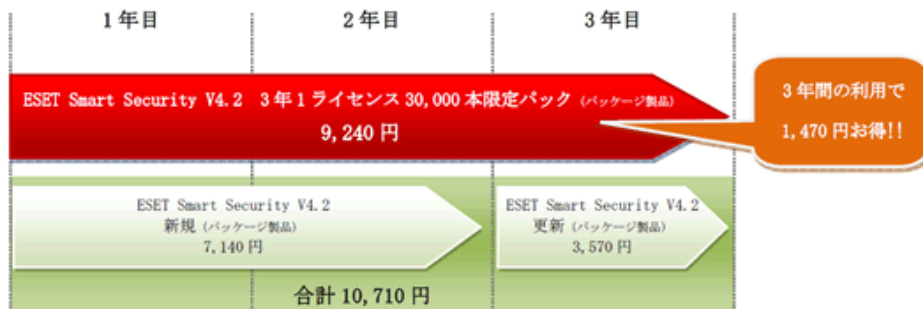 1年目 2年目 3年目
ESET Smart Security V4.2 3年1ライセンス30,000本限定パック (パッケージ製品)
9,240円
3年間の利用で
1,470円お得!!
ESET Smart Security V4.2
新規 (パッケージ製品)
7,140円
ESET Smart Security V4.2
更新 (パッケージ製品)
3,570円
合計10,710円